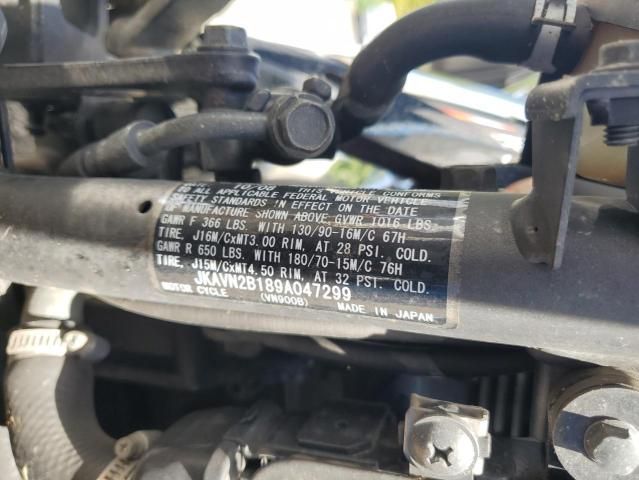 10/08 THIS VEHICLE CONFORMS
TO ALL APPLICABLE FEDERAL MOTOR VEHICLE
SAFETY STANDARDS IN EFFECT ON THE DATE
OF MANUFACTURE SHOWN ABOVE. GVWR 1016 LBS.
GAWR F 366 LBS. WITH 130/90-16M/C 67H
TIRE, J16M/CxMT3.00 RIM, AT 28 PSI. COLD.
GAWR R 650 LBS. WITH 180/70-15M/C 76H
TIRE, J15M/CxMT4.50 RIM, AT 32 PSI. COLD.
JKAVN2B189A047299
MOTOR CYCLE (VN900B) MADE IN JAPAN